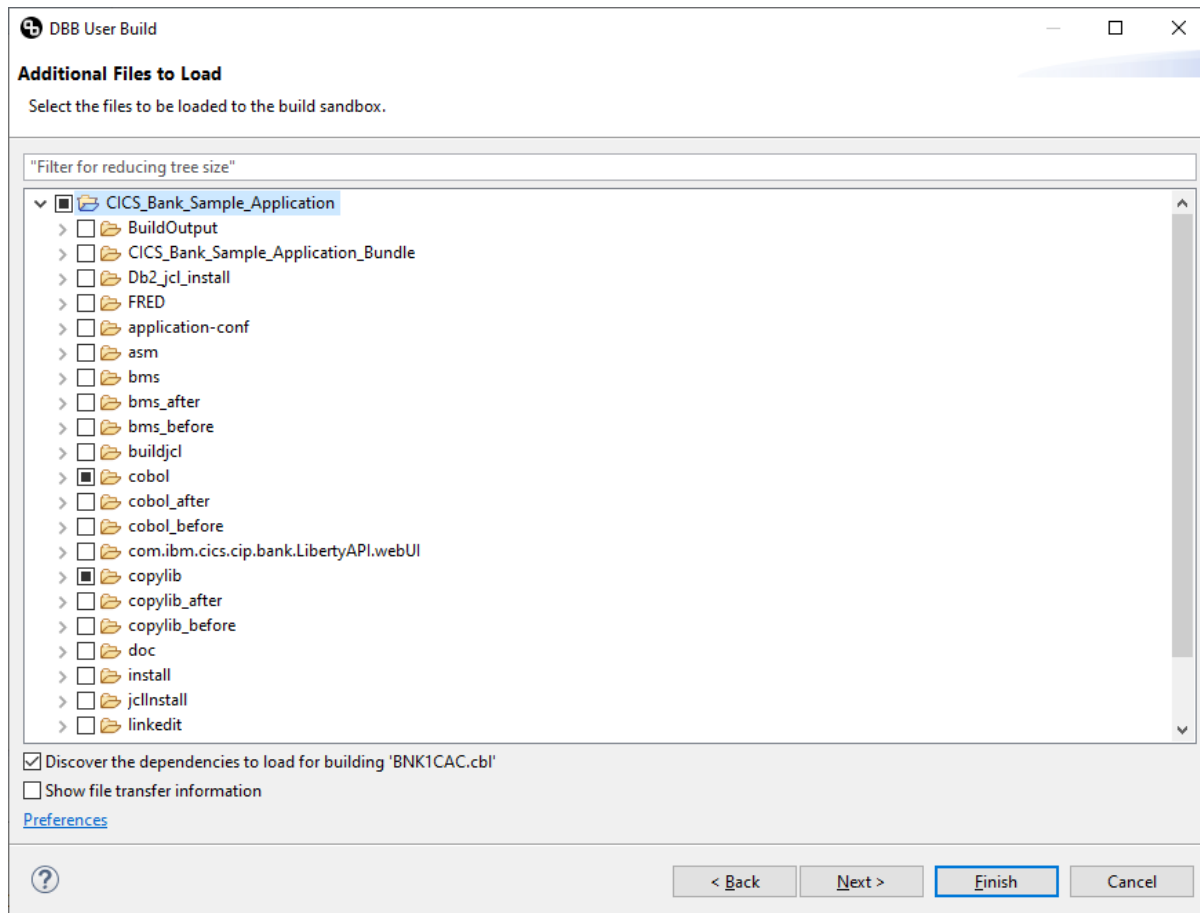 DBB User Build
Additional Files to Load
Select the files to be loaded to the build sandbox.
"Filter for reducing tree size"
CICS_Bank_Sample_Application
BuildOutput
CICS_Bank_Sample_Application_Bundle
Db2_jcl_install
FRED
application-conf
asm
bms
bms_after
bms_before
buildjcl
cobol
cobol_after
cobol_before
com.ibm.cics.cip.bank.LibertyAPI.webUI
copylib
copylib_after
copylib_before
doc
install
jclInstall
linkedit
Discover the dependencies to load for building 'BNK1CAC.cbl'
Show file transfer information
Preferences
? < Back Next > Finish Cancel